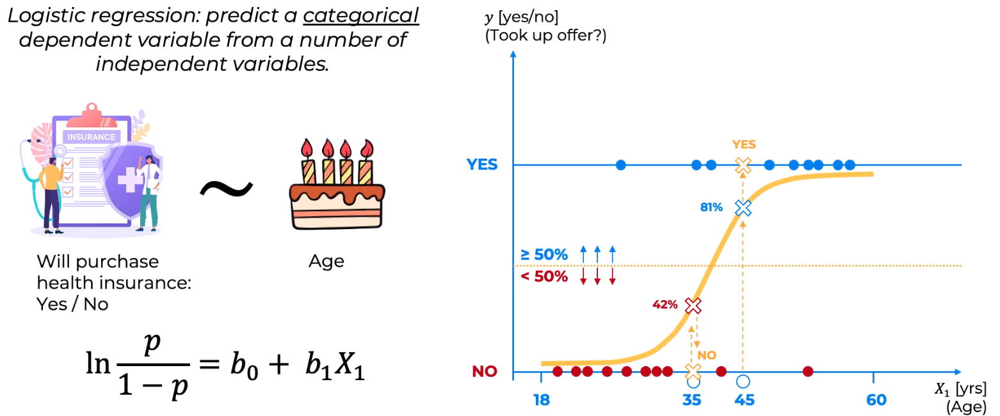 Logistic regression: predict a categorical
dependent variable from a number of
independent variables.
INSURANCE
~
Will purchase
health insurance:
Yes / No
Age
ln p/(1 − p) = b₀ + b₁X₁
y [yes/no]
(Took up offer?)
YES
YES
81%
≥ 50%
< 50%
42%
NO
NO
18
35
45
60
X₁ [yrs]
(Age)